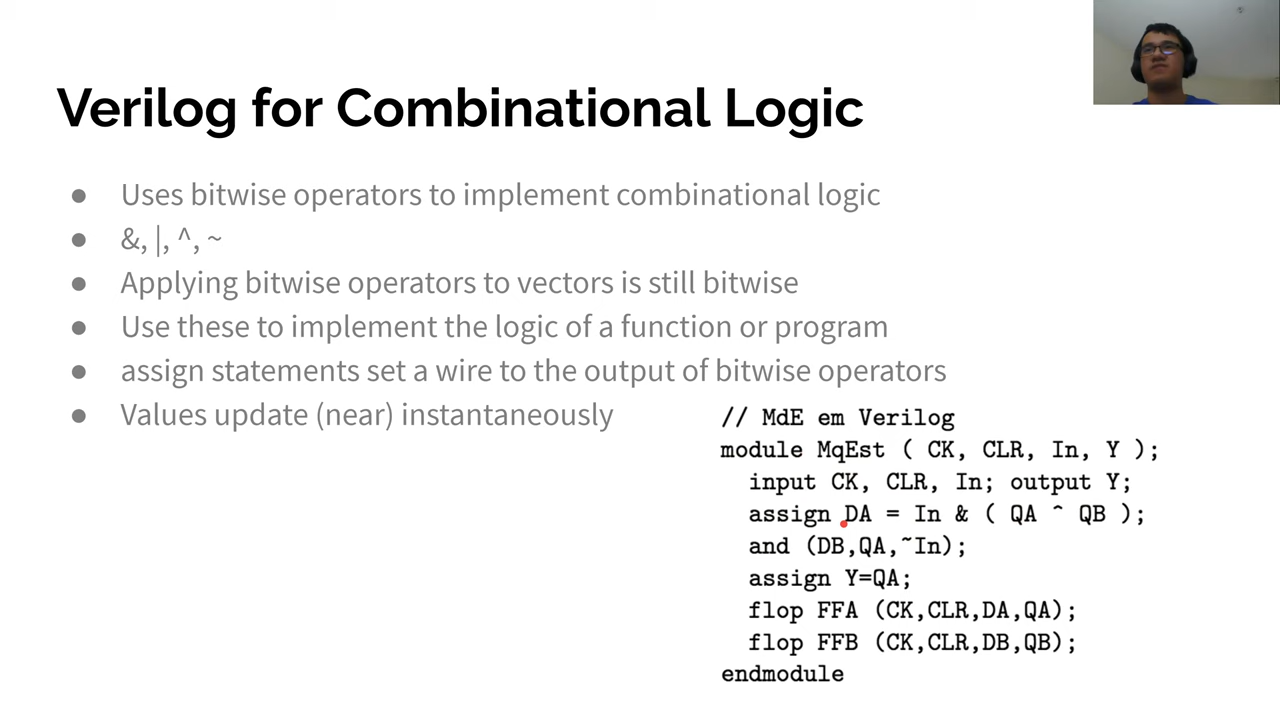 Verilog for Combinational Logic
● Uses bitwise operators to implement combinational logic
● &, |, ^, ~
● Applying bitwise operators to vectors is still bitwise
● Use these to implement the logic of a function or program
● assign statements set a wire to the output of bitwise operators
● Values update (near) instantaneously
// MdE em Verilog
module MqEst ( CK, CLR, In, Y );
input CK, CLR, In; output Y;
assign DA = In & ( QA ^ QB );
and (DB,QA,~In);
assign Y=QA;
flop FFA (CK,CLR,DA,QA);
flop FFB (CK,CLR,DB,QB);
endmodule